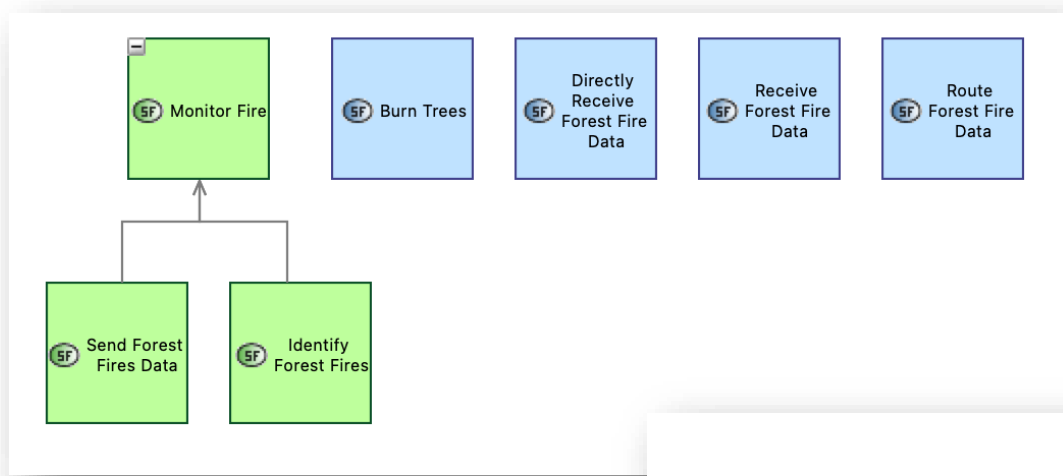 SF Monitor Fire
SF Burn Trees
SF Directly
Receive
Forest Fire
Data
SF Receive
Forest Fire
Data
SF Route
Forest Fire
Data
SF Send Forest
Fires Data
SF Identify
Forest Fires